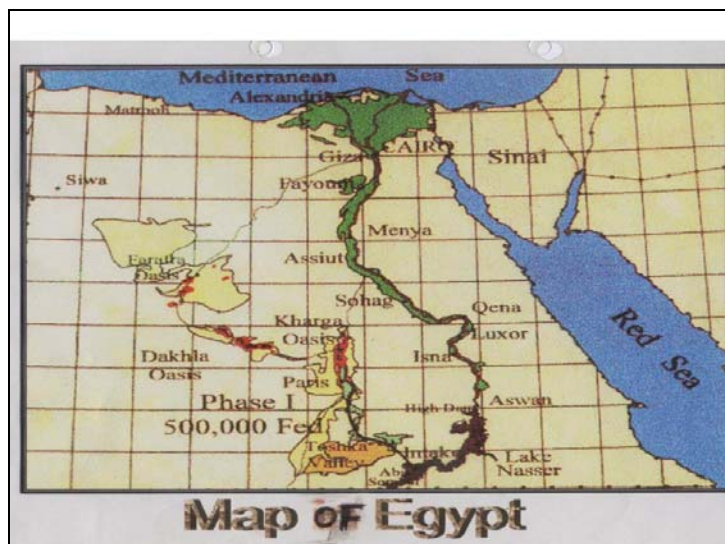 Mediterranean Sea
Alexandria
Matrooh
CAIRO
Giza
Sinai
Siwa
Fayoum
Menya
Farafra
Oasis
Assiut
Sohag
Qena
Kharga
Oasis
Luxor
Red Sea
Isna
Dakhla
Oasis
Paris
Phase I
High Dam
Aswan
500,000 Fed.
Toshka
Valley
Intake
Lake
Nasser
Abu
Map OF Egypt